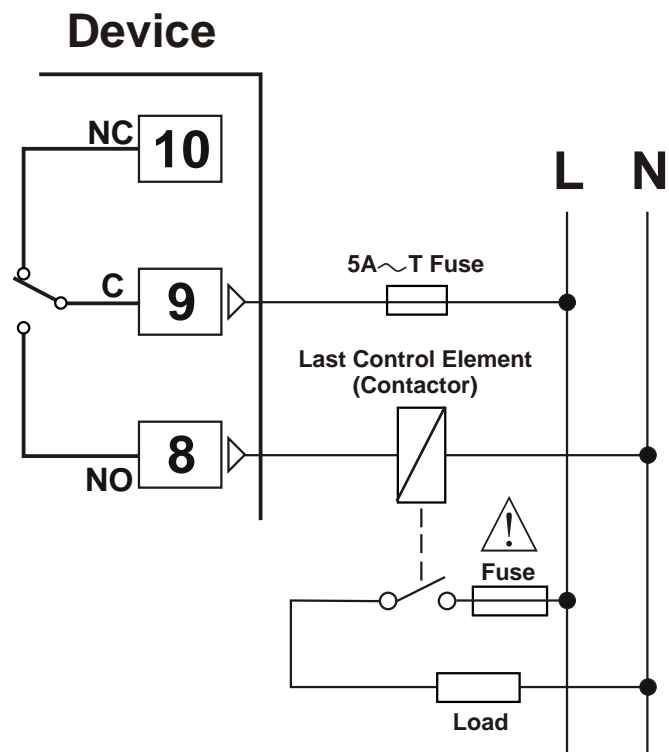 Device
NC
10
L N
C
9
5A～T Fuse
Last Control Element
(Contactor)
8
NO
!
Fuse
Load